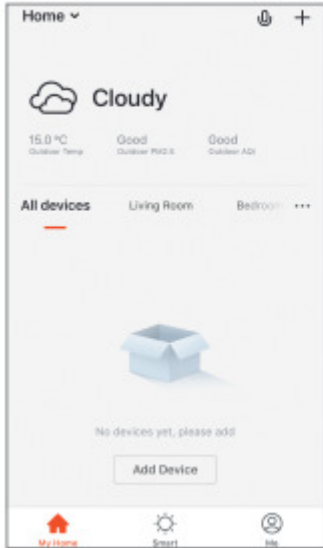 Home
Cloudy
15.0 °C Good Good
Outdoor Temp Outdoor PM2.5 Outdoor AQI
All devices Living Room Bedroom ...
No devices yet, please add
Add Device
My Home Smart Me